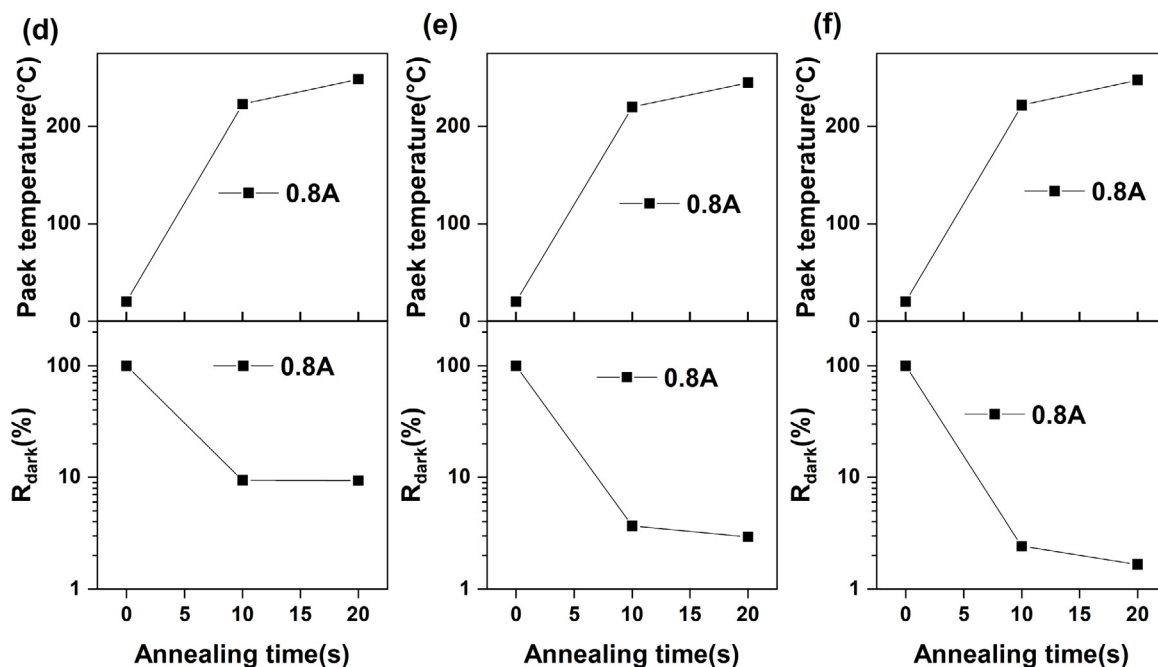 (d)
Paek temperature(°C)
200
100
0
0.8A
R_dark(%)
100
10
1
0.8A
0 5 10 15 20
Annealing time(s)
(e)
Paek temperature(°C)
200
100
0
0.8A
R_dark(%)
100
10
1
0.8A
0 5 10 15 20
Annealing time(s)
(f)
Paek temperature(°C)
200
100
0
0.8A
R_dark(%)
100
10
1
0.8A
0 5 10 15 20
Annealing time(s)